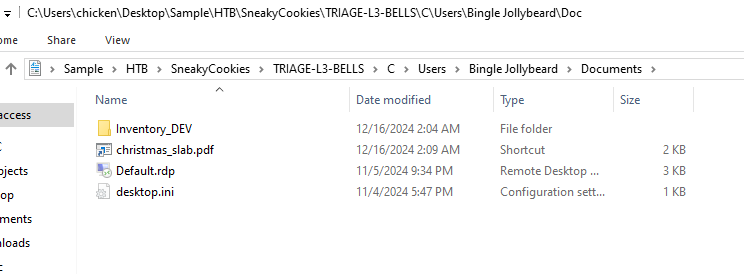 C:\Users\chicken\Desktop\Sample\HTB\SneakyCookies\TRIAGE-L3-BELLS\C\Users\Bingle Jollybeard\Doc
ome Share View
Sample HTB SneakyCookies TRIAGE-L3-BELLS C Users Bingle Jollybeard Documents
Name Date modified Type Size
access
Inventory_DEV 12/16/2024 2:04 AM File folder
christmas_slab.pdf 12/16/2024 2:09 AM Shortcut 2 KB
ojects Default.rdp 11/5/2024 9:34 PM Remote Desktop ... 3 KB
op desktop.ini 11/4/2024 5:47 PM Configuration sett... 1 KB
ments
nloads